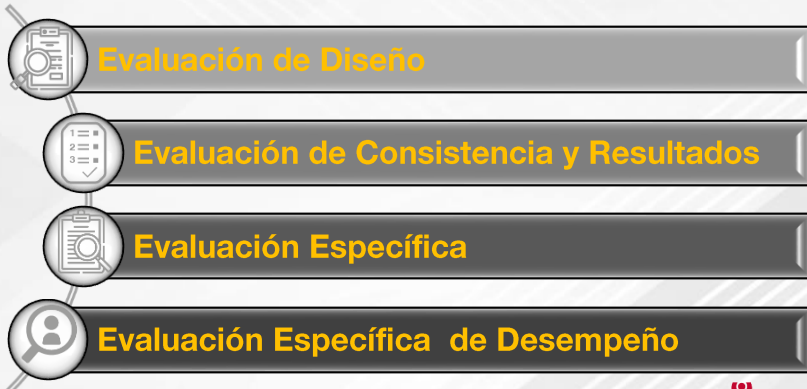 Evaluación de Diseño
Evaluación de Consistencia y Resultados
Evaluación Específica
Evaluación Específica de Desempeño